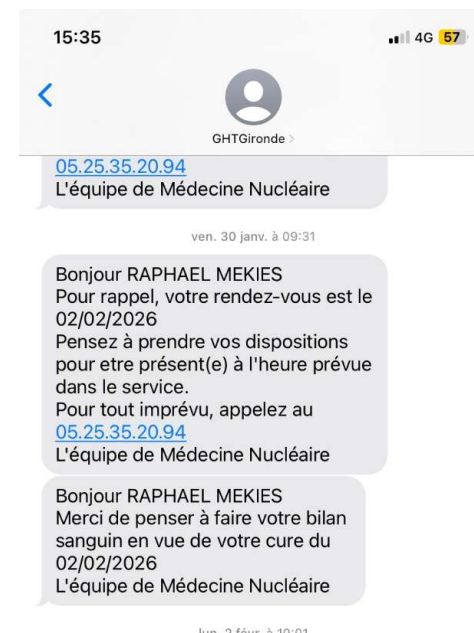 15:35
4G 57
GHTGironde
05.25.35.20.94
L'équipe de Médecine Nucléaire
ven. 30 janv. à 09:31
Bonjour RAPHAEL MEKIES
Pour rappel, votre rendez-vous est le
02/02/2026
Pensez à prendre vos dispositions
pour etre présent(e) à l'heure prévue
dans le service.
Pour tout imprévu, appelez au
05.25.35.20.94
L'équipe de Médecine Nucléaire
Bonjour RAPHAEL MEKIES
Merci de penser à faire votre bilan
sanguin en vue de votre cure du
02/02/2026
L'équipe de Médecine Nucléaire
lun. 2 févr. à